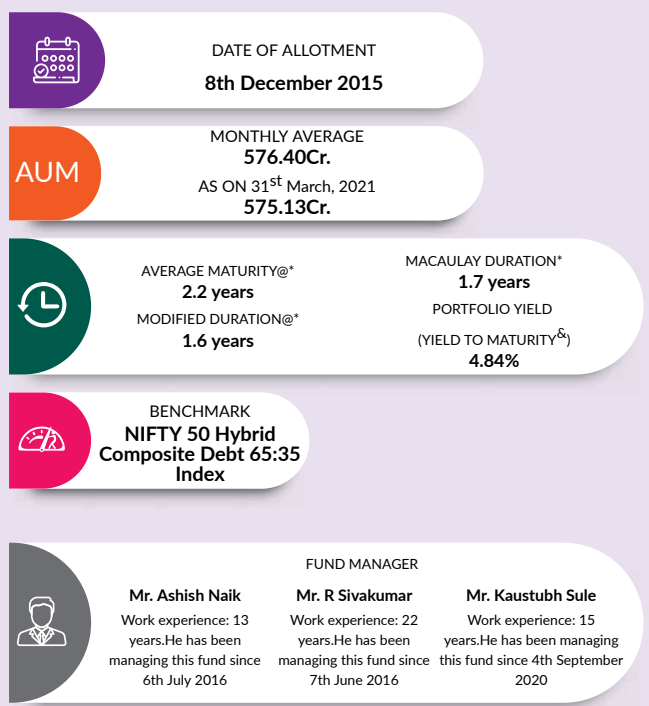 DATE OF ALLOTMENT
8th December 2015
AUM
MONTHLY AVERAGE
576.40Cr.
AS ON 31st March, 2021
575.13Cr.
AVERAGE MATURITY@*
2.2 years
MODIFIED DURATION@*
1.6 years
MACAULAY DURATION*
1.7 years
PORTFOLIO YIELD
(YIELD TO MATURITY&)
4.84%
BENCHMARK
NIFTY 50 Hybrid
Composite Debt 65:35
Index
FUND MANAGER
Mr. Ashish Naik
Work experience: 13
years.He has been
managing this fund since
6th July 2016
Mr. R Sivakumar
Work experience: 22
years.He has been
managing this fund since
7th June 2016
Mr. Kaustubh Sule
Work experience: 15
years.He has been managing
this fund since 4th September
2020